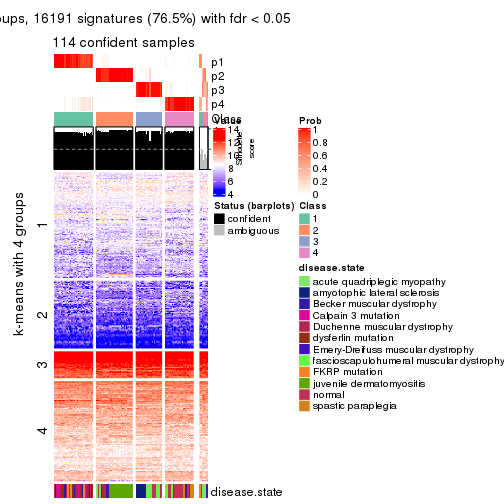 oups, 16191 signatures (76.5%) with fdr < 0.05
114 confident samples
p1
p2
p3
p4
Class
Silhouette
score
14
12
10
8
6
4
Prob
1
0.8
0.6
0.4
0.2
0
Status (barplots)
confident
ambiguous
Class
1
2
3
4
disease.state
acute quadriplegic myopathy
amyotophic lateral sclerosis
Becker muscular dystrophy
Calpain 3 mutation
Duchenne muscular dystrophy
dysferlin mutation
Emery-Dreifuss muscular dystrophy
fascioscapulohumeral muscular dystrophy
FKRP mutation
juvenile dermatomyositis
normal
spastic paraplegia
k-means with 4 groups
1
2
3
4
disease.state